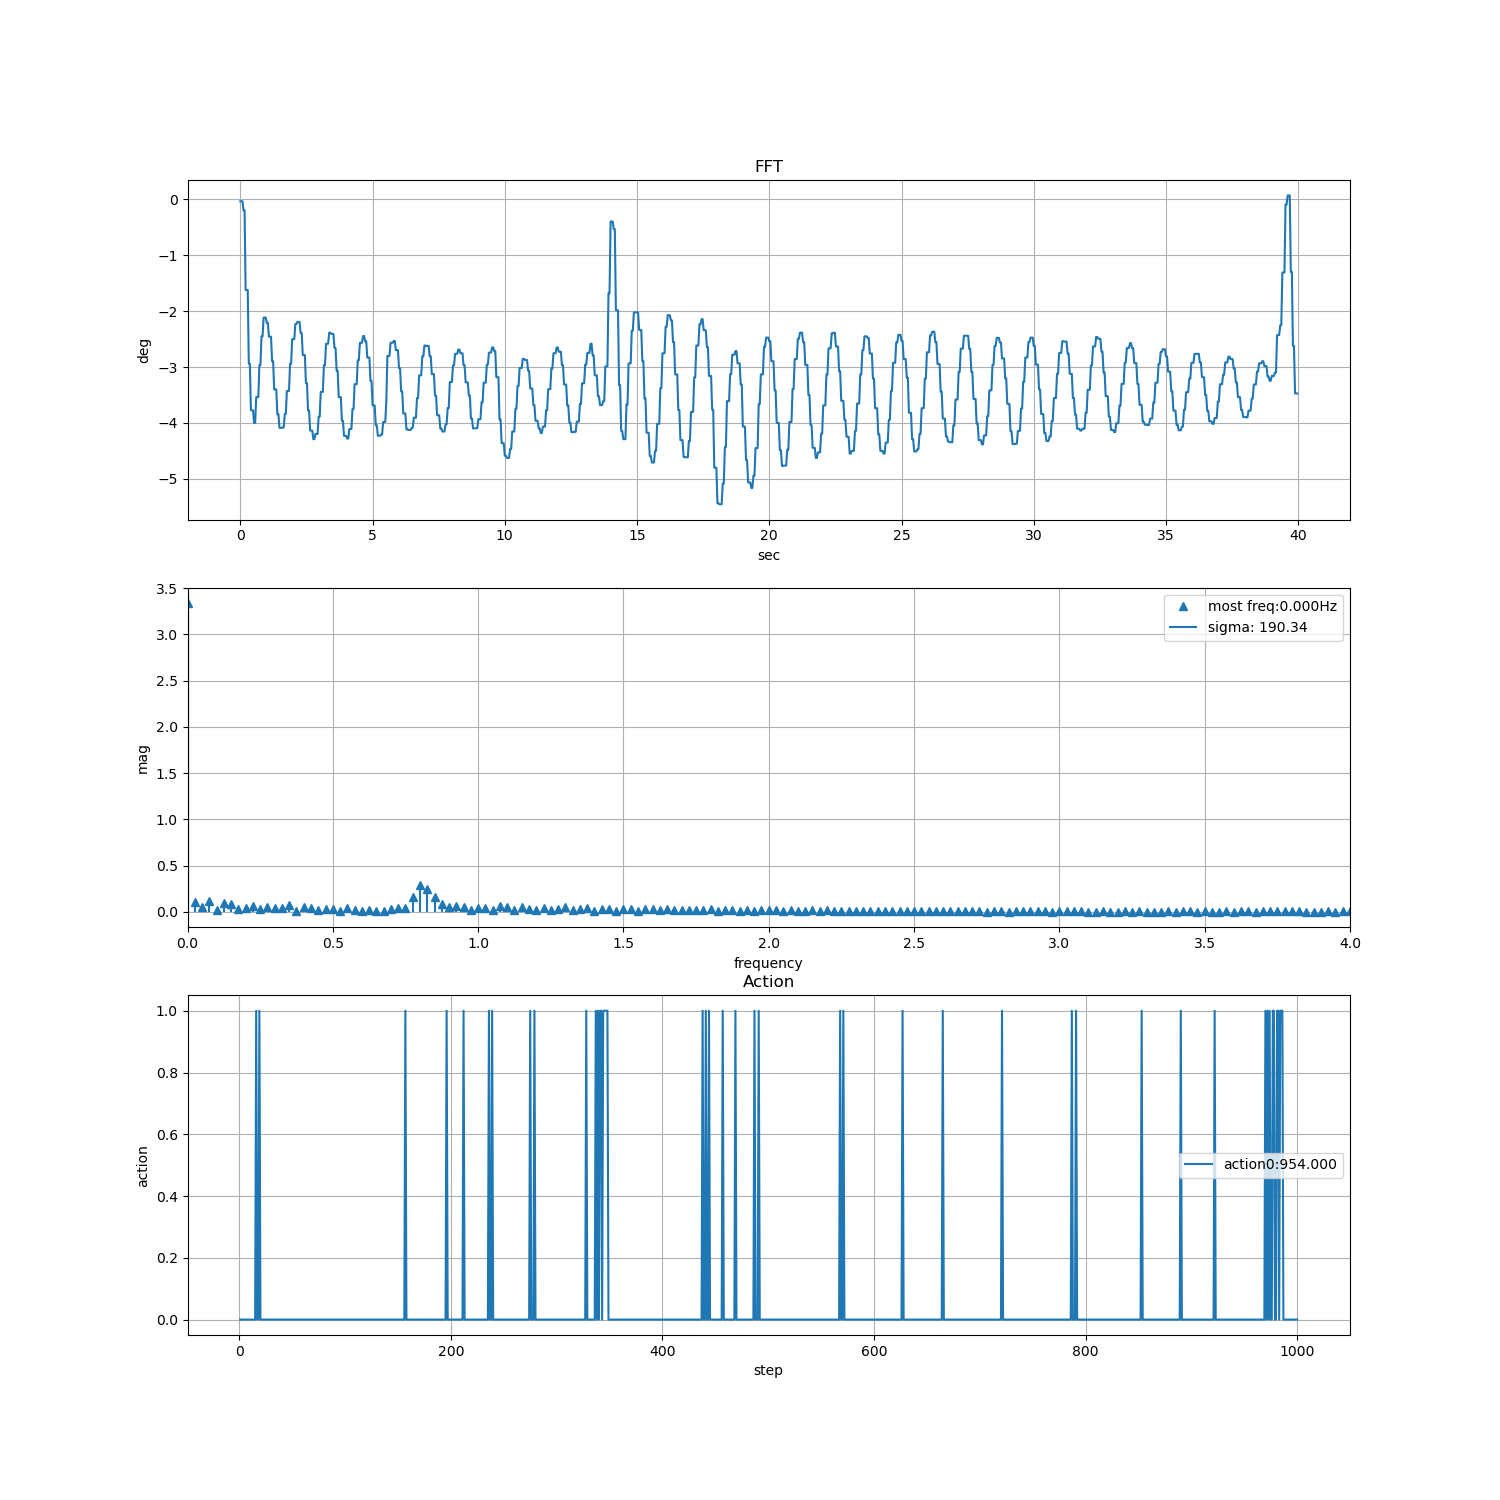 FFT
0
−1
−2
−3
−4
−5
deg
0 5 10 15 20 25 30 35 40
sec
3.5
3.0
2.5
2.0
1.5
1.0
0.5
0.0
mag
most freq:0.000Hz
sigma: 190.34
0.0 0.5 1.0 1.5 2.0 2.5 3.0 3.5 4.0
frequency
Action
1.0
0.8
0.6
0.4
0.2
0.0
action
action0:954.000
0 200 400 600 800 1000
step